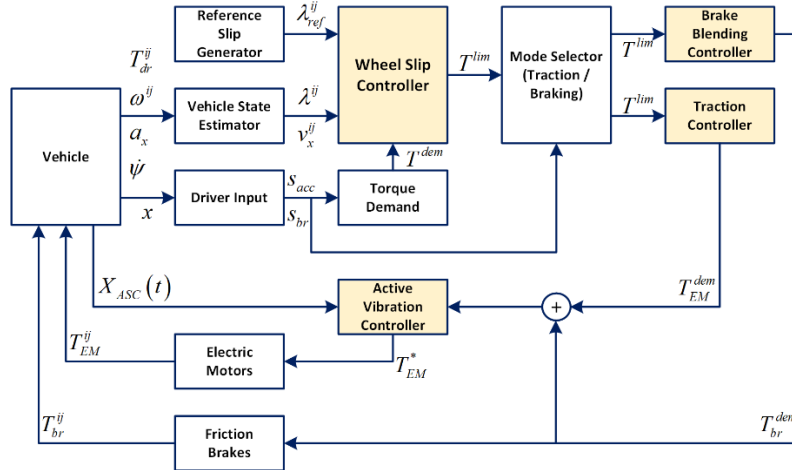 Reference
Slip
Generator
λ_ref^ij
Wheel Slip
Controller
T^lim
Mode Selector
(Traction /
Braking)
T^lim
Brake
Blending
Controller
T_dr^ij
ω^ij
a_x
ψ̇
x
Vehicle
Vehicle State
Estimator
λ^ij
v_x^ij
T^lim
Traction
Controller
T^dem
Driver Input
s_acc
s_br
Torque
Demand
X_ASC(t)
Active
Vibration
Controller
+
T_EM^dem
T_EM^ij
Electric
Motors
T_EM^*
T_br^ij
Friction
Brakes
T_br^dem